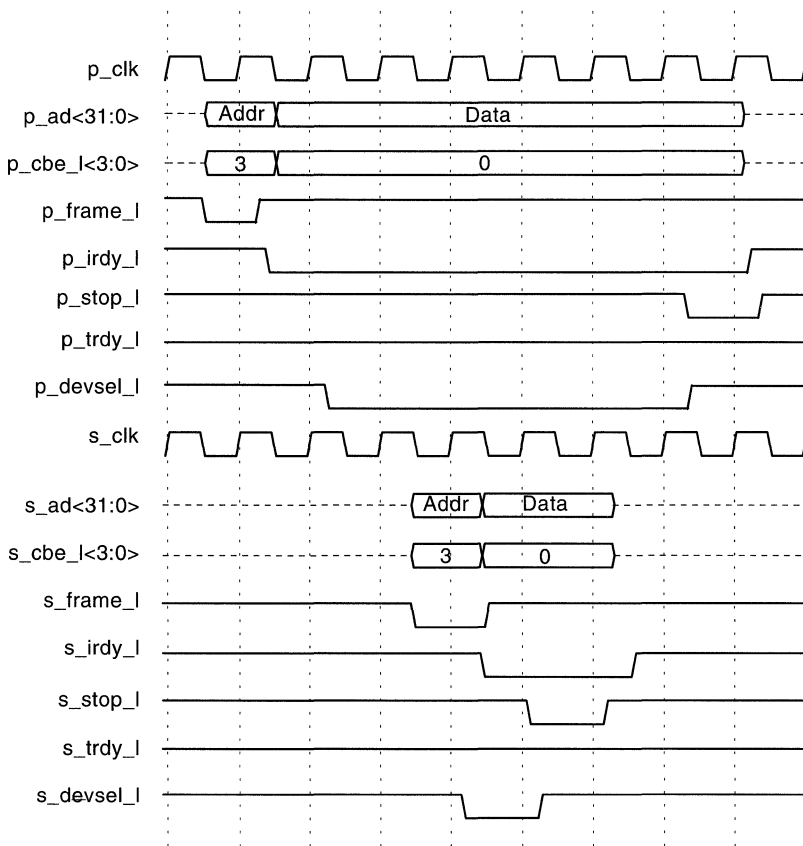 p_clk
p_ad<31:0> Addr Data
p_cbe_l<3:0> 3 0
p_frame_l
p_irdy_l
p_stop_l
p_trdy_l
p_devsel_l
s_clk
s_ad<31:0> Addr Data
s_cbe_l<3:0> 3 0
s_frame_l
s_irdy_l
s_stop_l
s_trdy_l
s_devsel_l